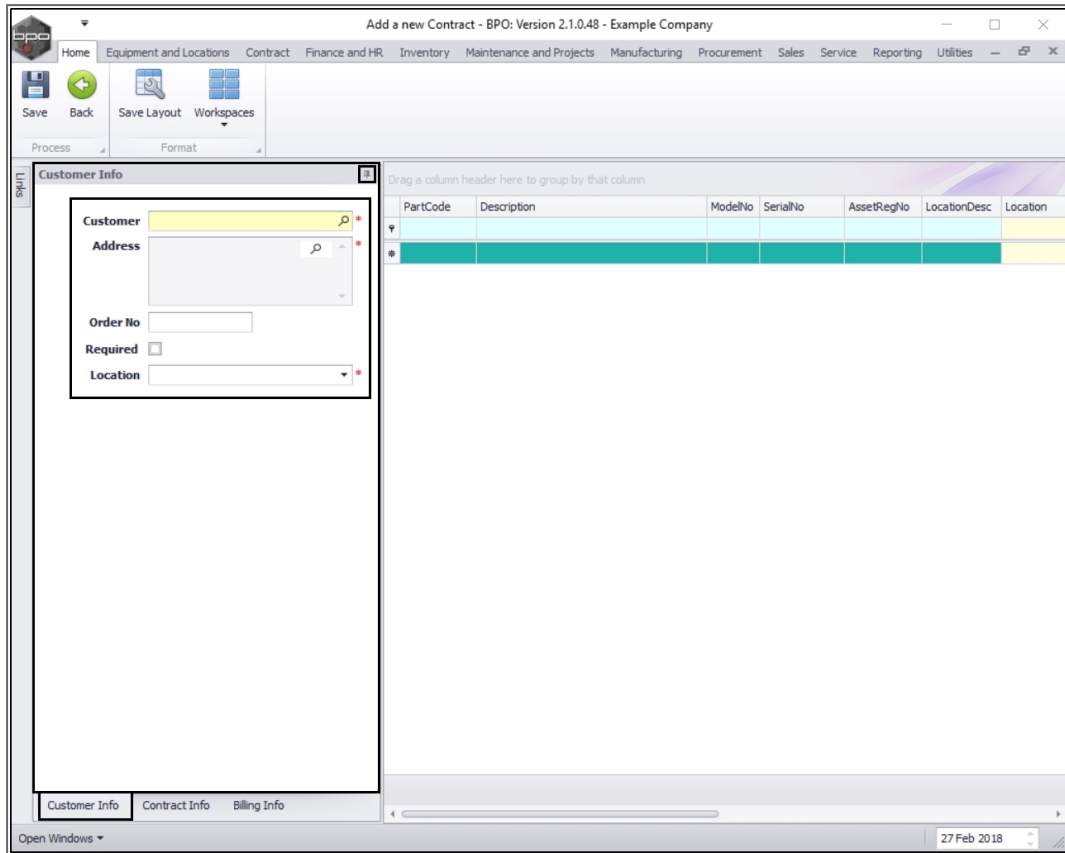 Add a new Contract - BPO: Version 2.1.0.48 - Example Company
bpo
Home Equipment and Locations Contract Finance and HR Inventory Maintenance and Projects Manufacturing Procurement Sales Service Reporting Utilities
Save Back Save Layout Workspaces
Process Format
Links
Customer Info
Customer *
Address *
Order No
Required
Location *
Customer Info Contract Info Billing Info
Drag a column header here to group by that column
PartCode Description ModelNo SerialNo AssetRegNo LocationDesc Location
Open Windows 27 Feb 2018